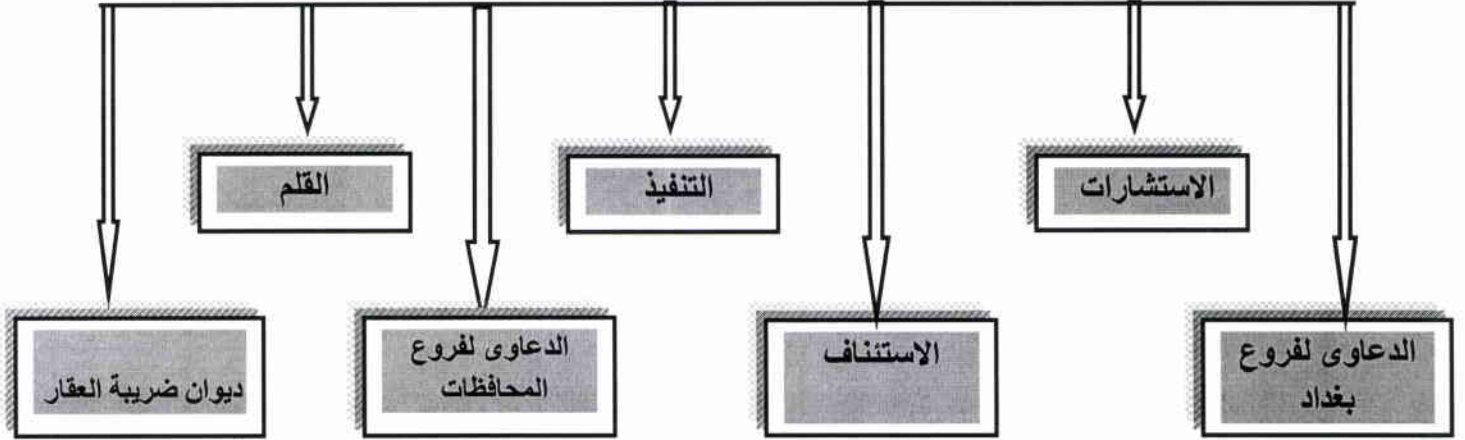 الاستشارات
التنفيذ
القلم
الدعاوى لفروع
بغداد
الاستئناف
الدعاوى لفروع
المحافظات
ديوان ضريبة العقار